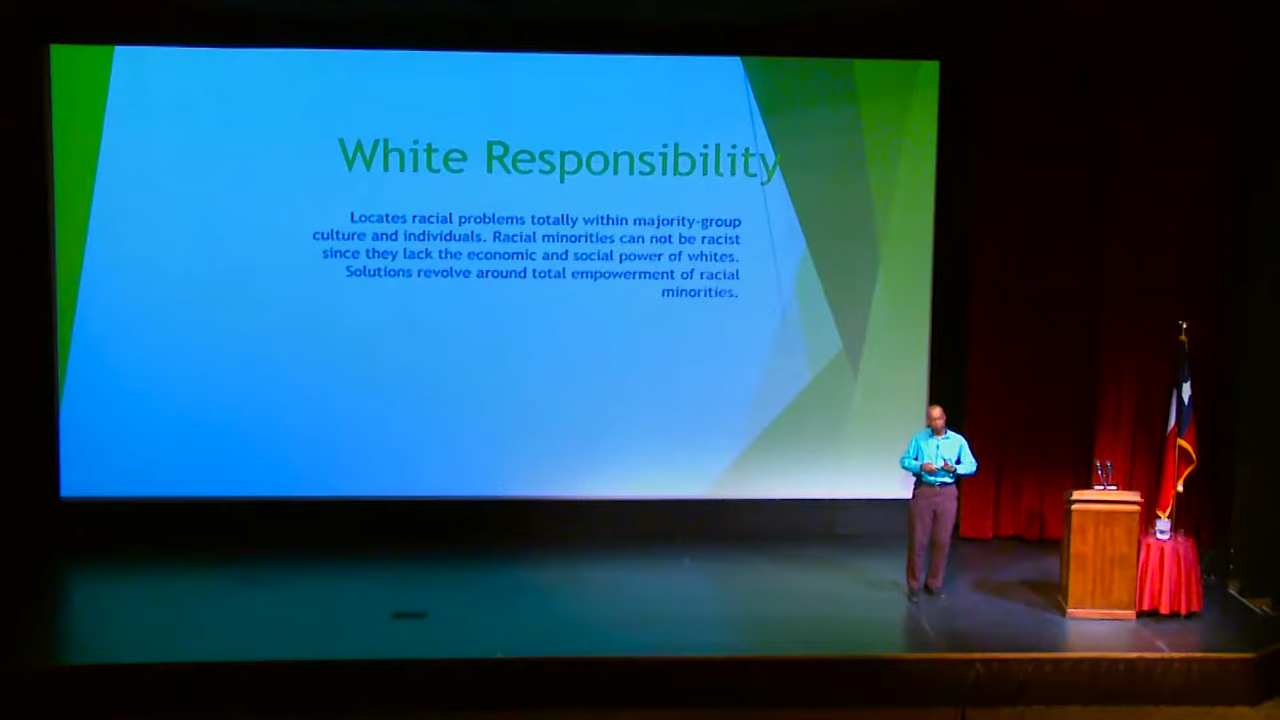 White Responsibility
Locates racial problems totally within majority-group
culture and individuals. Racial minorities can not be racist
since they lack the economic and social power of whites.
Solutions revolve around total empowerment of racial
minorities.